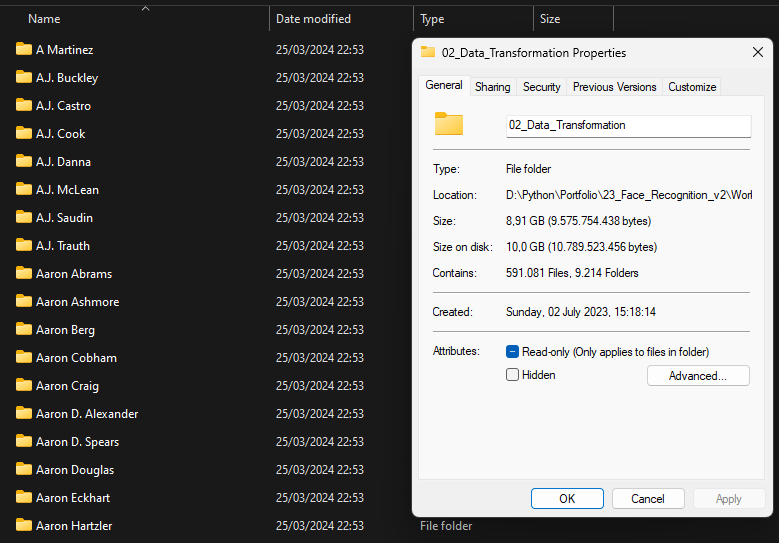 Name Date modified Type Size
A Martinez 25/03/2024 22:53
A.J. Buckley 25/03/2024 22:53
A.J. Castro 25/03/2024 22:53
A.J. Cook 25/03/2024 22:53
A.J. Danna 25/03/2024 22:53
A.J. McLean 25/03/2024 22:53
A.J. Saudin 25/03/2024 22:53
A.J. Trauth 25/03/2024 22:53
Aaron Abrams 25/03/2024 22:53
Aaron Ashmore 25/03/2024 22:53
Aaron Berg 25/03/2024 22:53
Aaron Cobham 25/03/2024 22:53
Aaron Craig 25/03/2024 22:53
Aaron D. Alexander 25/03/2024 22:53
Aaron D. Spears 25/03/2024 22:53
Aaron Douglas 25/03/2024 22:53
Aaron Eckhart 25/03/2024 22:53
Aaron Hartzler 25/03/2024 22:53 File folder
02_Data_Transformation Properties
General Sharing Security Previous Versions Customize
02_Data_Transformation
Type: File folder
Location: D:\Python\Portfolio\23_Face_Recognition_v2\Work
Size: 8,91 GB (9.575.754.438 bytes)
Size on disk: 10,0 GB (10.789.523.456 bytes)
Contains: 591.081 Files, 9.214 Folders
Created: Sunday, 02 July 2023, 15:18:14
Attributes: Read-only (Only applies to files in folder)
Hidden Advanced...
OK Cancel Apply